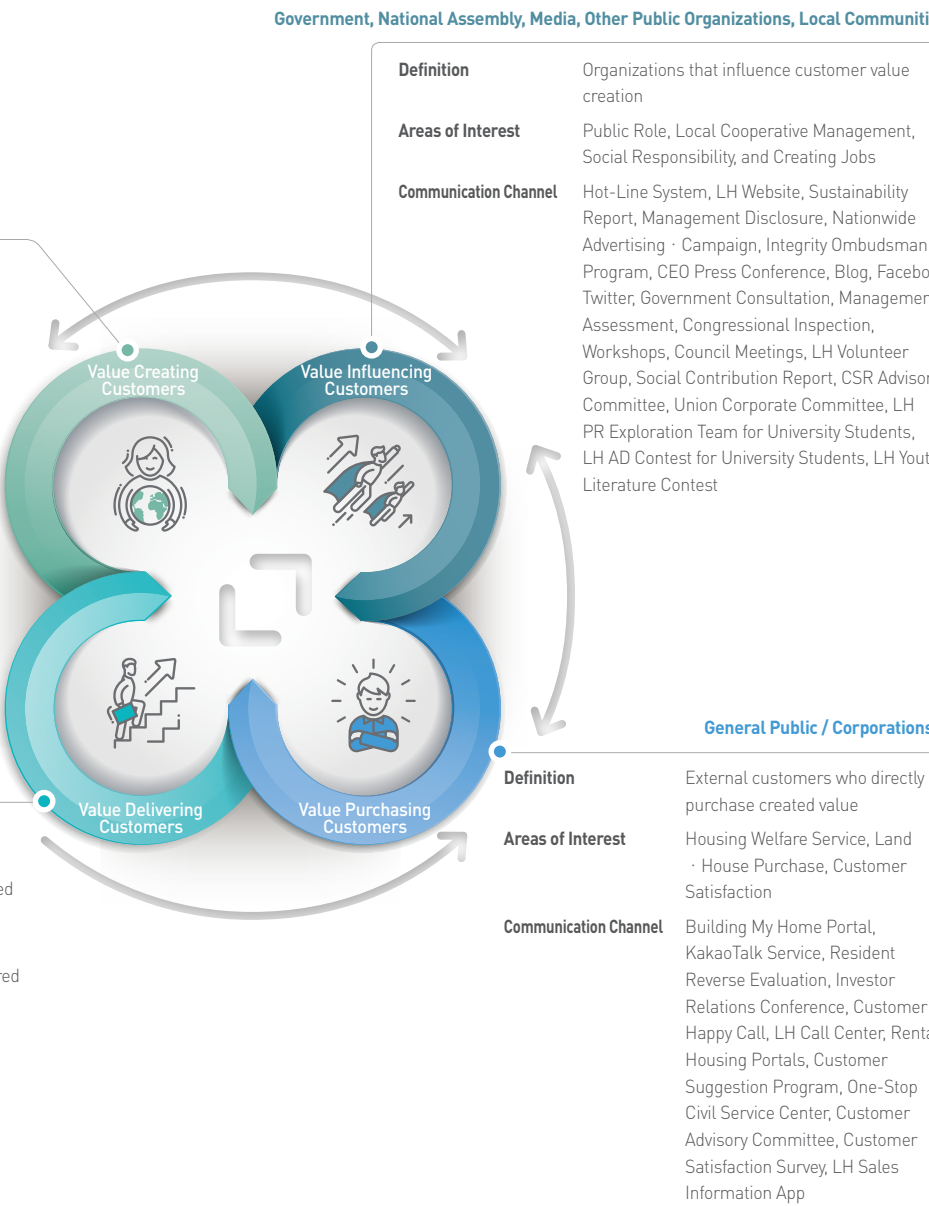 Government, National Assembly, Media, Other Public Organizations, Local
Definition
Organizations that influence customer value
creation
Areas of Interest
Public Role, Local Cooperative Management,
Social Responsibility, and Creating Jobs
Communication Channel
Hot-Line System, LH Website, Sustainability
Report, Management Disclosure, Nationwide
Advertising · Campaign, Integrity Ombudsman
Program, CEO Press Conference, Blog,
Twitter, Government Consultation,
Assessment, Congressional Inspection,
Workshops, Council Meetings, LH Volunteer
Group, Social Contribution Report, CSR
Committee, Union Corporate Committee, LH
PR Exploration Team for University Students,
LH AD Contest for University Students, LH
Literature Contest
Value Creating
Customers
Value Influencing
Customers
Value Delivering
Customers
Value Purchasing
Customers
General Public / Corporations
Definition
External customers who directly
purchase created value
Areas of Interest
Housing Welfare Service, Land
· House Purchase, Customer
Satisfaction
Communication Channel
Building My Home Portal,
KakaoTalk Service, Resident
Reverse Evaluation, Investor
Relations Conference, Customer
Happy Call, LH Call Center,
Housing Portals, Customer
Suggestion Program, One-Stop
Civil Service Center, Customer
Advisory Committee, Customer
Satisfaction Survey, LH Sales
Information App